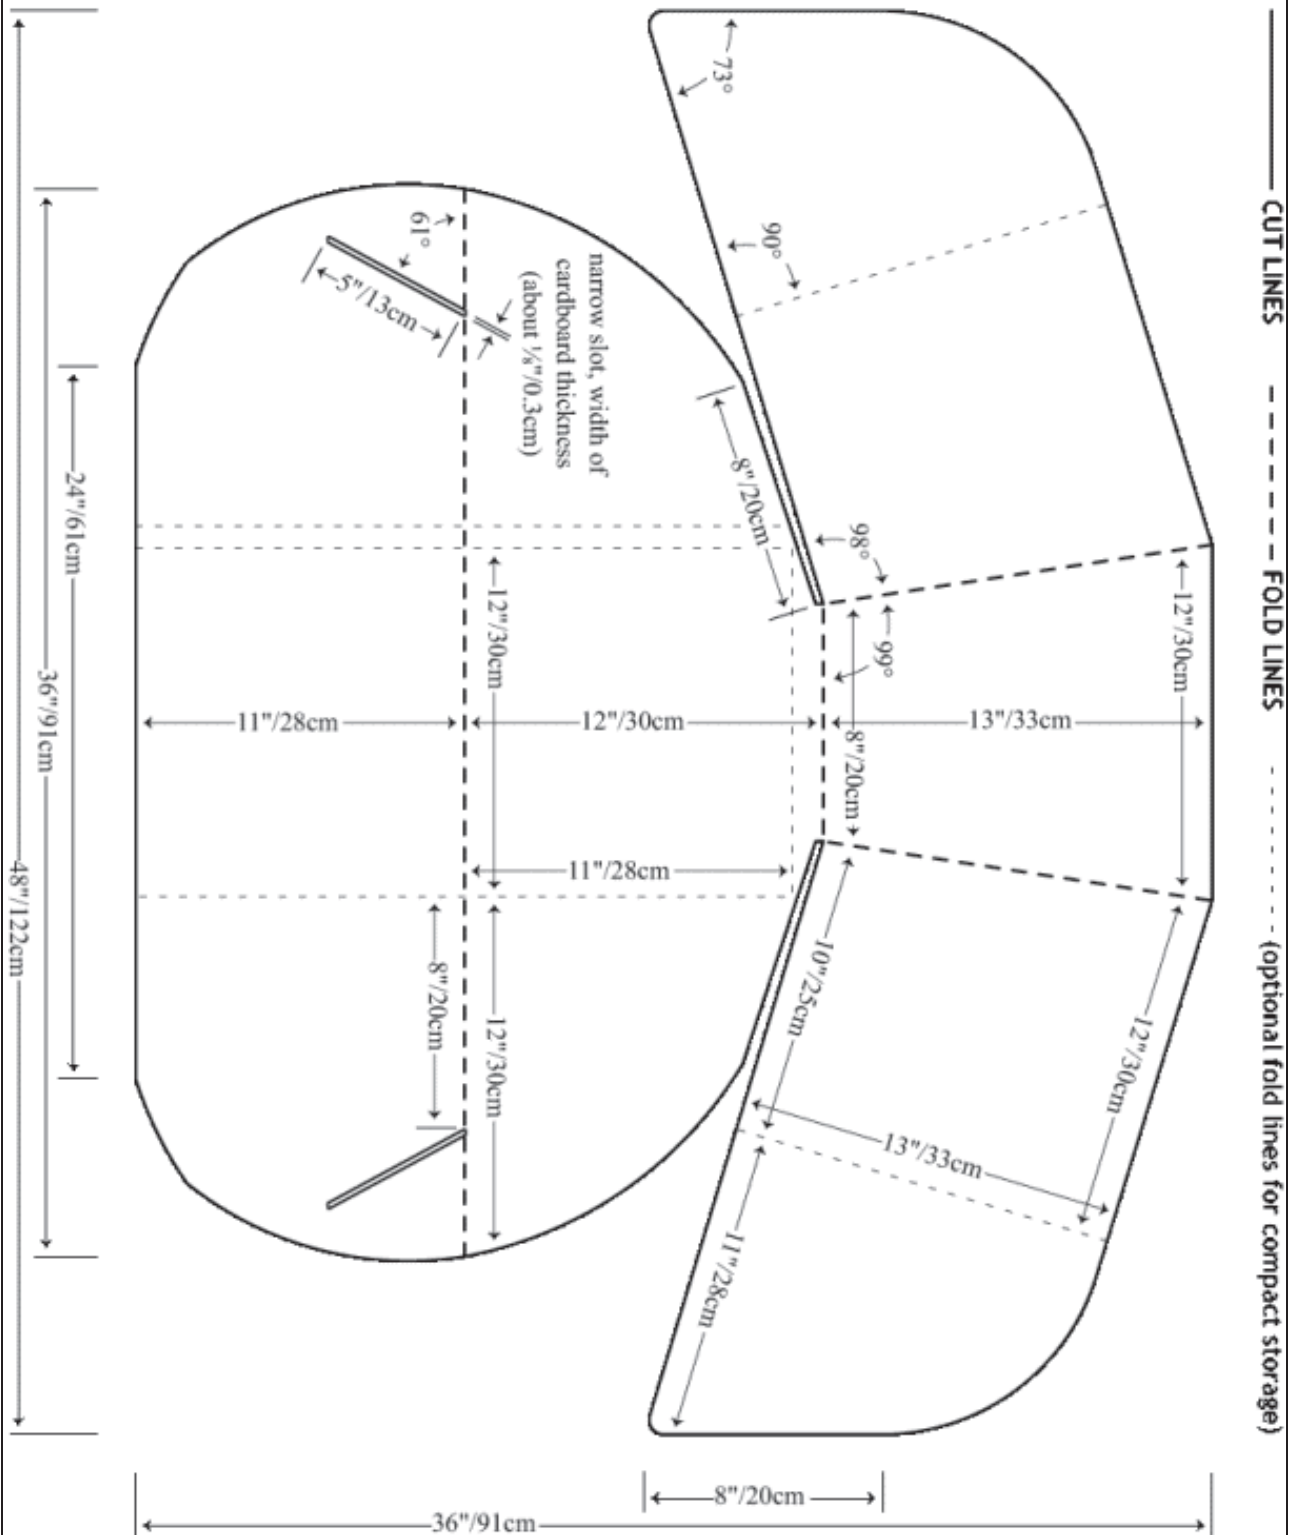 CUT LINES
FOLD LINES
(optional fold lines for compact storage)
73°
90°
61°
5"/13cm
narrow slot, width of
cardboard thickness
(about ⅛"/0.3cm)
8"/20cm
98°
99°
12"/30cm
12"/30cm
24"/61cm
36"/91cm
48"/122cm
11"/28cm
12"/30cm
13"/33cm
8"/20cm
11"/28cm
8"/20cm
12"/30cm
10"/25cm
12"/30cm
13"/33cm
11"/28cm
8"/20cm
36"/91cm